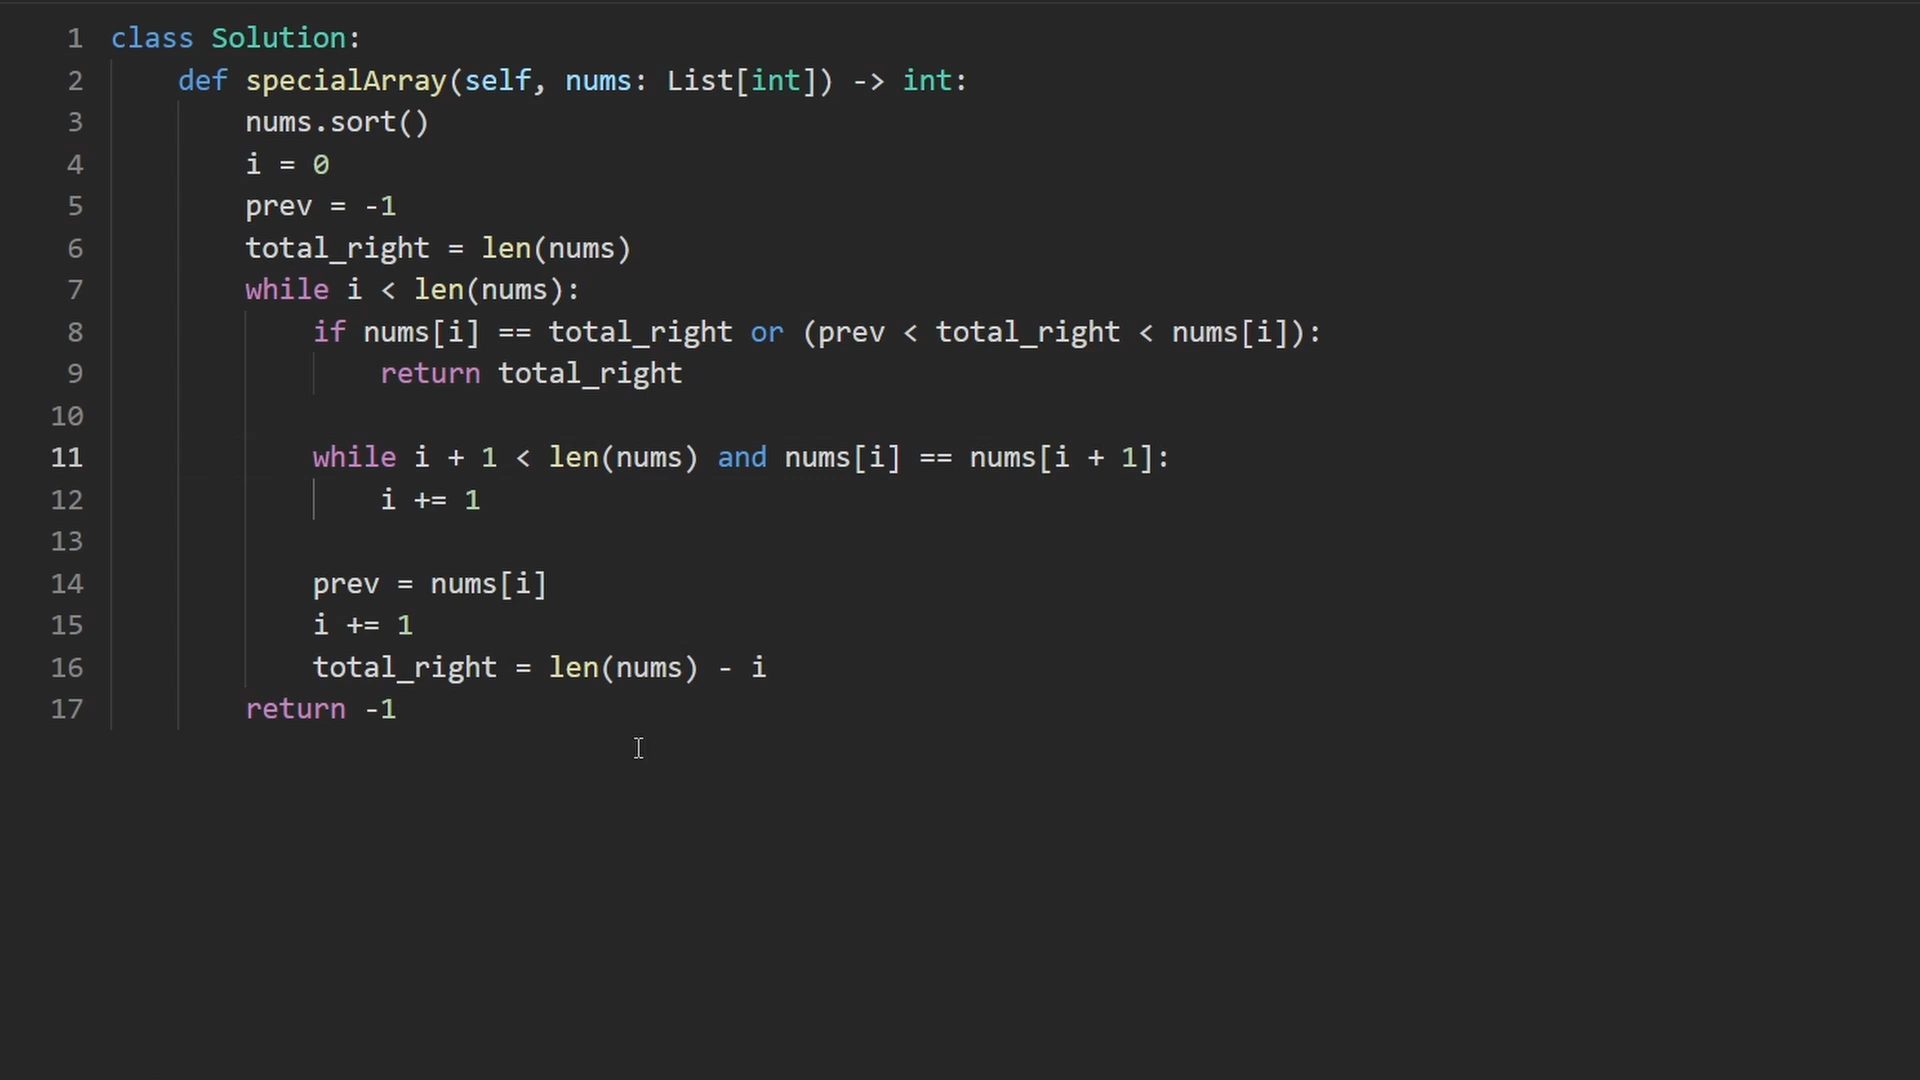 1 class Solution:
2     def specialArray(self, nums: List[int]) -> int:
3         nums.sort()
4         i = 0
5         prev = -1
6         total_right = len(nums)
7         while i < len(nums):
8             if nums[i] == total_right or (prev < total_right < nums[i]):
9                 return total_right
10
11             while i + 1 < len(nums) and nums[i] == nums[i + 1]:
12                 i += 1
13
14             prev = nums[i]
15             i += 1
16             total_right = len(nums) - i
17         return -1